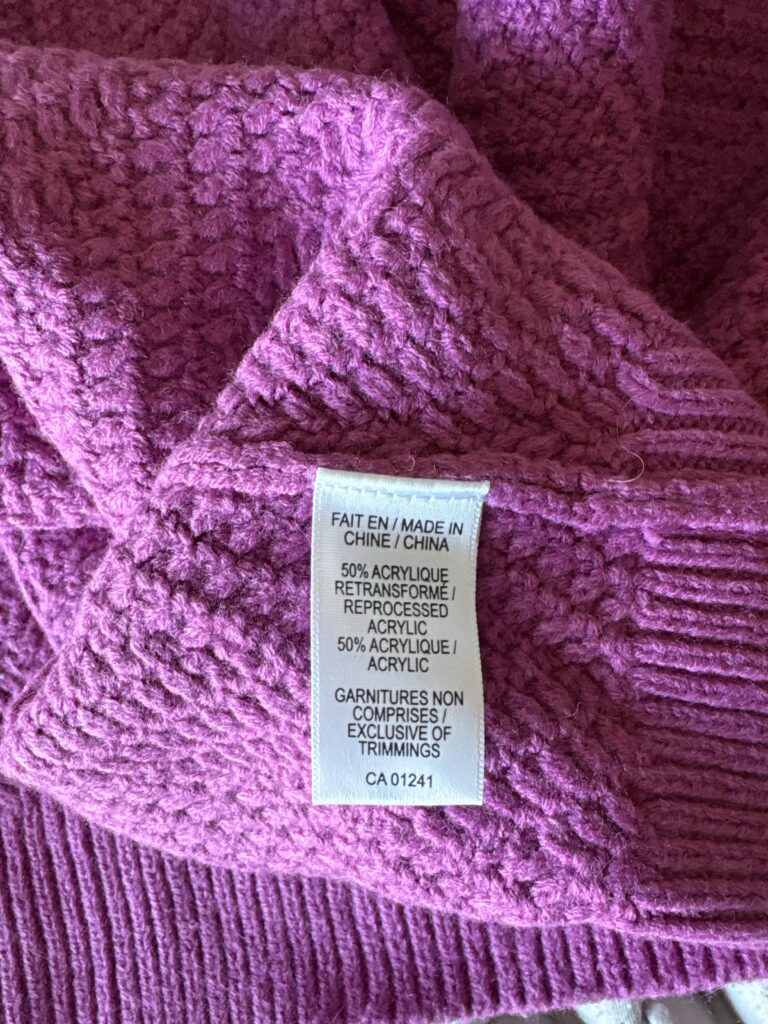 FAIT EN / MADE IN
CHINE / CHINA
50% ACRYLIQUE
RETRANSFORMÉ /
REPROCESSED
ACRYLIC
50% ACRYLIQUE /
ACRYLIC
GARNITURES NON
COMPRISES /
EXCLUSIVE OF
TRIMMINGS
CA 01241